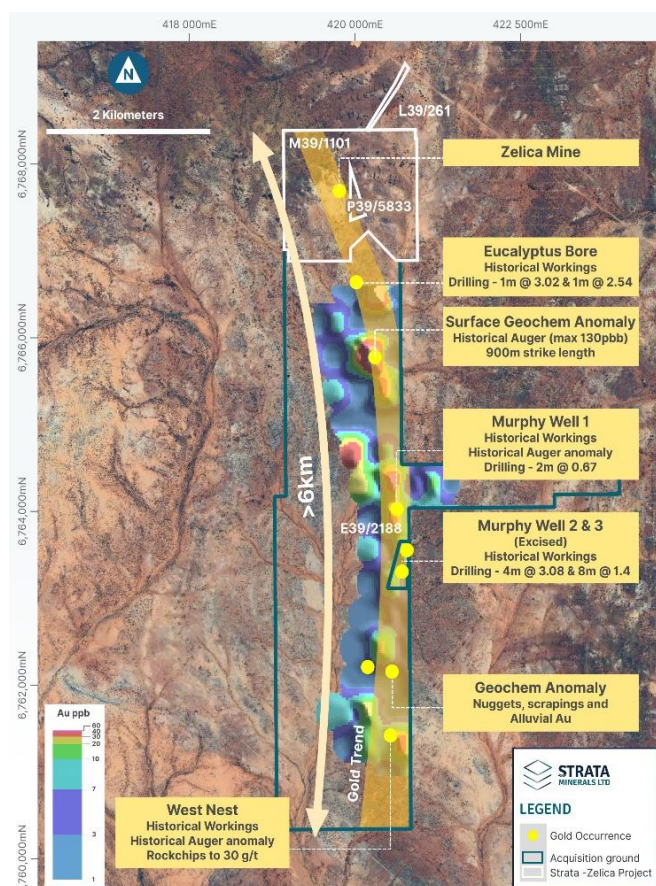 418 000mE
420 000mE
422 500mE
N
2 Kilometers
L39/261
M39/1101
P39/5833
Zelica Mine
6,768,000mN
Eucalyptus Bore
Historical Workings
Drilling - 1m @ 3.02 & 1m @ 2.54
Surface Geochem Anomaly
Historical Auger (max 130pbb)
900m strike length
6,766,000mN
Murphy Well 1
Historical Workings
Historical Auger anomaly
Drilling - 2m @ 0.67
>6km
E39/2188
6,764,000mN
Murphy Well 2 & 3
(Excised)
Historical Workings
Drilling - 4m @ 3.08 & 8m @ 1.4
6,762,000mN
Geochem Anomaly
Nuggets, scrapings and
Alluvial Au
Gold Trend
Au ppb
60
40
30
20
10
7
3
1
West Nest
Historical Workings
Historical Auger anomaly
Rockchips to 30 g/t
6,760,000mN
STRATA
MINERALS LTD
LEGEND
Gold Occurrence
Acquisition ground
Strata -Zelica Project